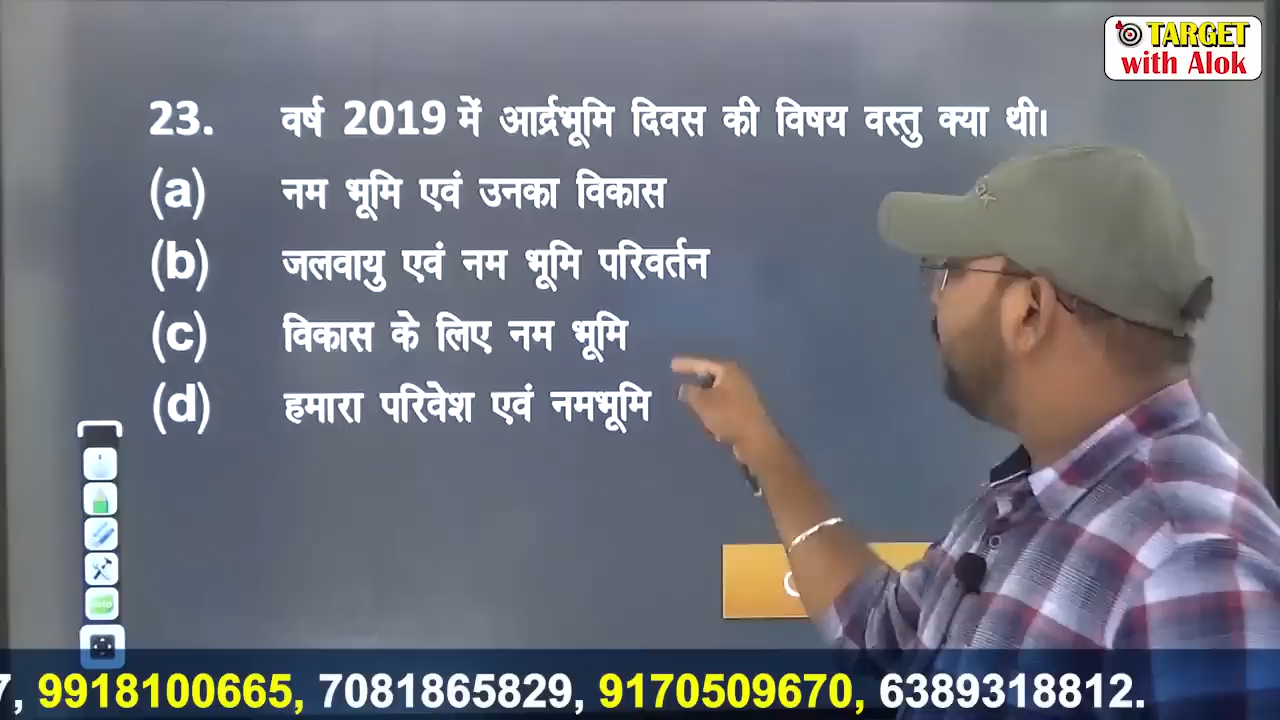 TARGET
with Alok
23. वर्ष 2019 में आर्द्रभूमि दिवस की विषय वस्तु क्या थी।
(a) नम भूमि एवं उनका विकास
(b) जलवायु एवं नम भूमि परिवर्तन
(c) विकास के लिए नम भूमि
(d) हमारा परिवेश एवं नमभूमि
7, 9918100665, 7081865829, 9170509670, 6389318812.